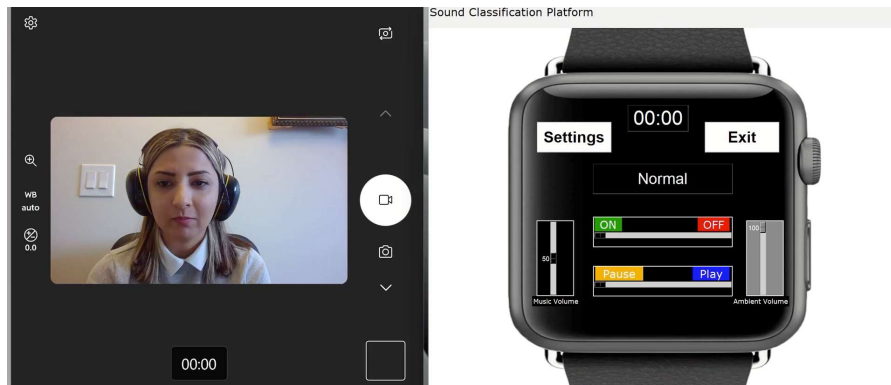 Sound Classification Platform
WB
auto
0.0
00:00
00:00
Settings
Exit
Normal
ON
OFF
50
100
Pause
Play
Music Volume
Ambient Volume